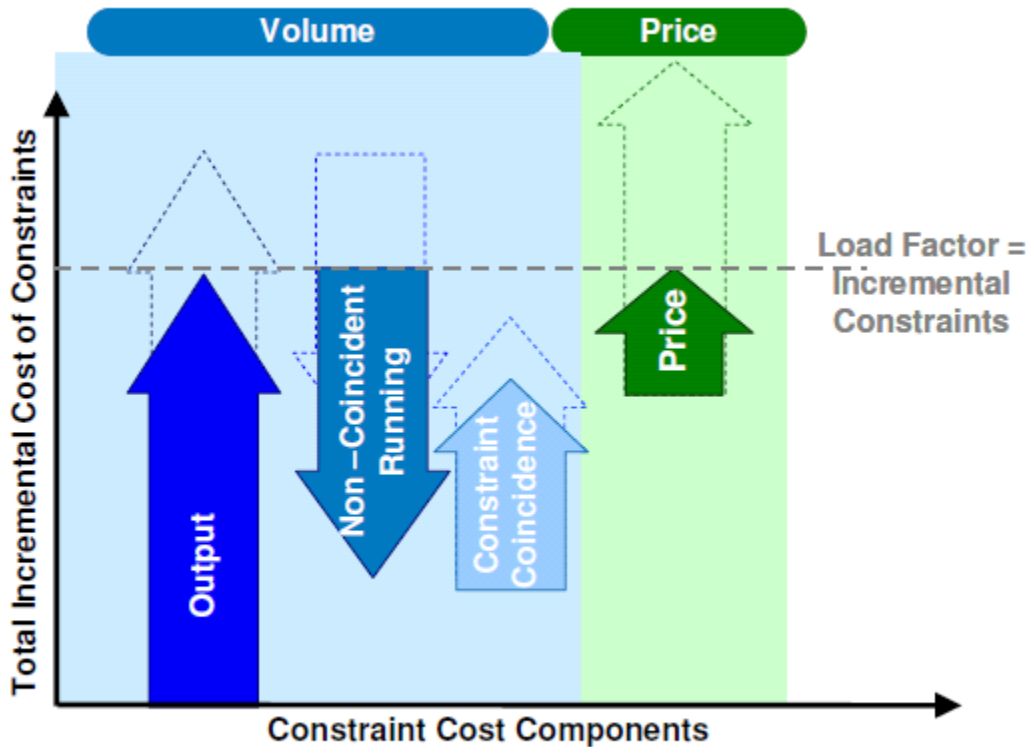 Volume
Price
Total Incremental Cost of Constraints
Output
Non –Coincident
Running
Constraint
Coincidence
Price
Load Factor =
Incremental
Constraints
Constraint Cost Components